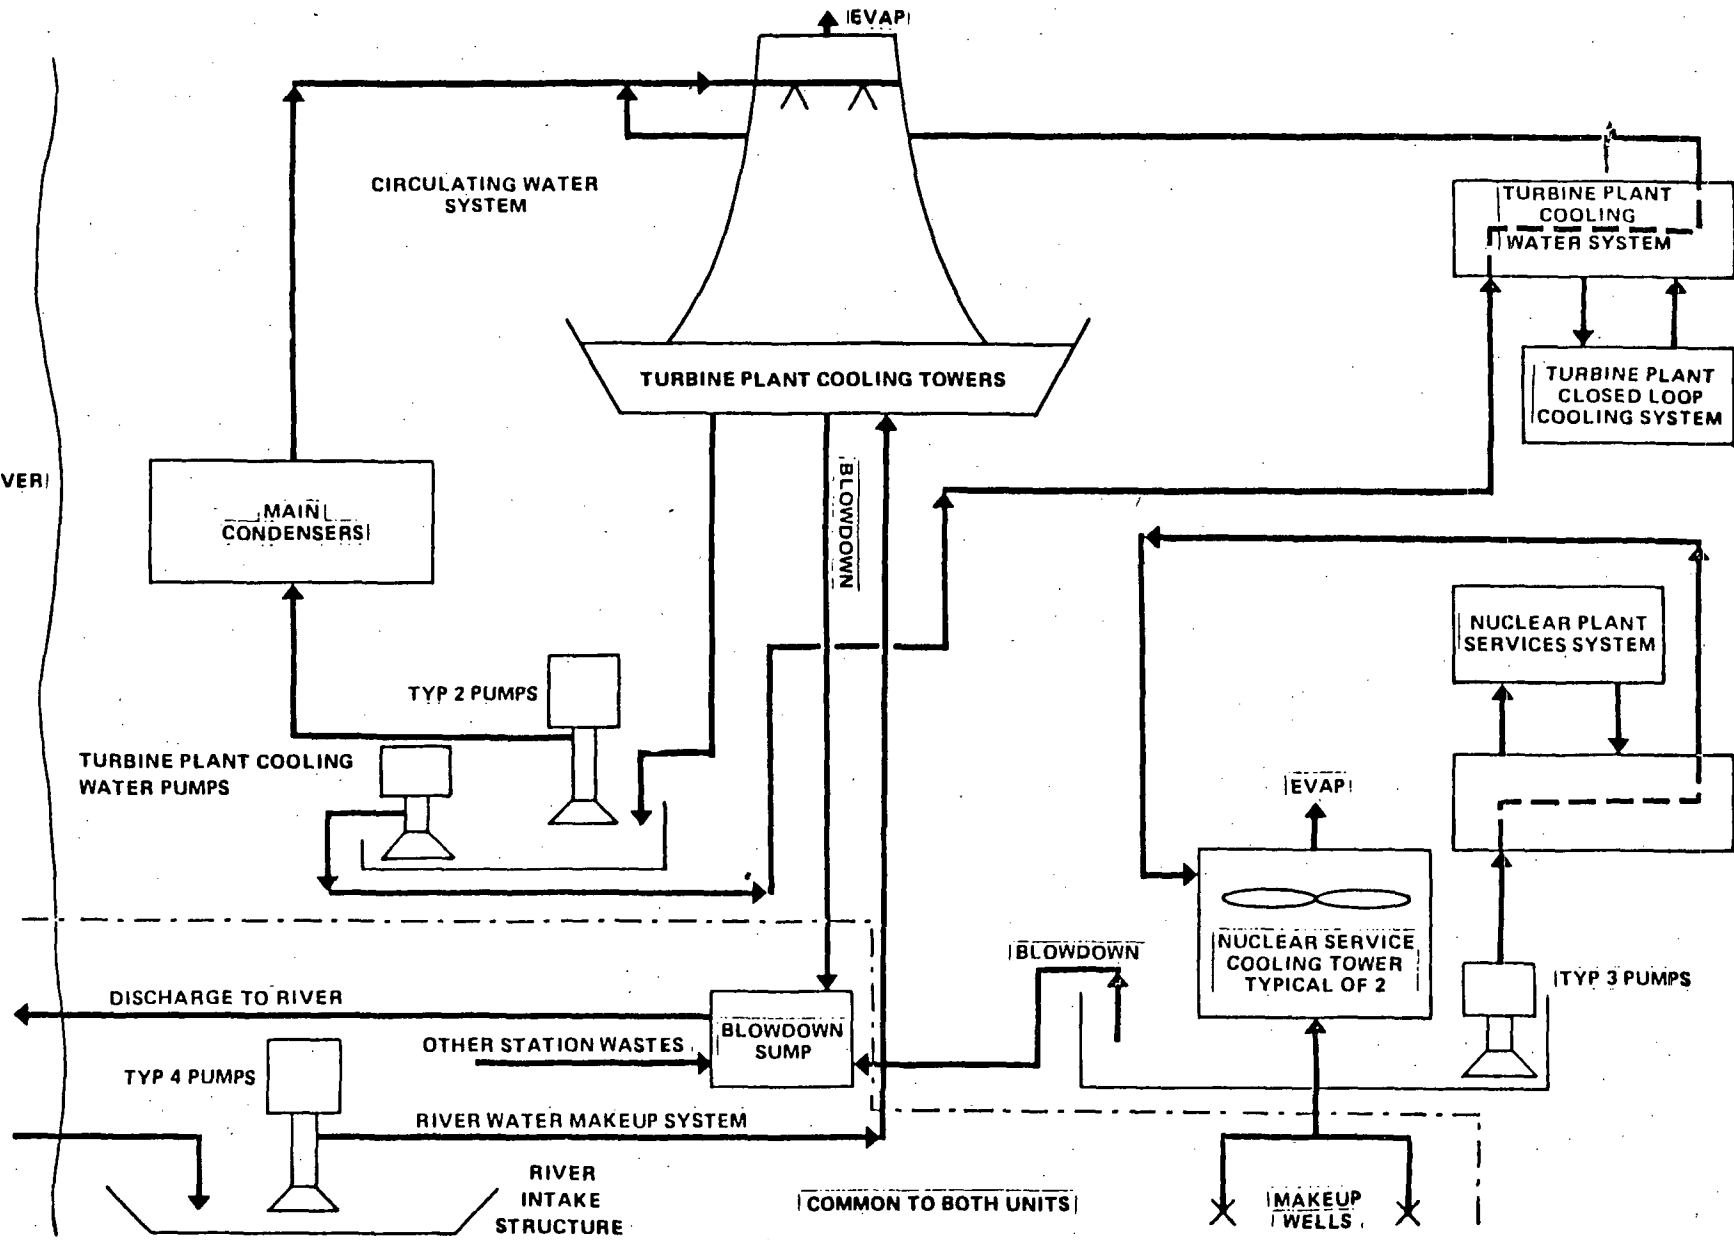 EVAP
CIRCULATING WATER
SYSTEM
TURBINE PLANT
COOLING
WATER SYSTEM
TURBINE PLANT COOLING TOWERS
TURBINE PLANT
CLOSED LOOP
COOLING SYSTEM
VER
BLOWDOWN
MAIN
CONDENSERS
NUCLEAR PLANT
SERVICES SYSTEM
TYP 2 PUMPS
TURBINE PLANT COOLING
WATER PUMPS
EVAP
BLOWDOWN
NUCLEAR SERVICE
COOLING TOWER
TYPICAL OF 2
TYP 3 PUMPS
DISCHARGE TO RIVER
BLOWDOWN
SUMP
OTHER STATION WASTES
TYP 4 PUMPS
RIVER WATER MAKEUP SYSTEM
RIVER
INTAKE
STRUCTURE
COMMON TO BOTH UNITS
MAKEUP
WELLS